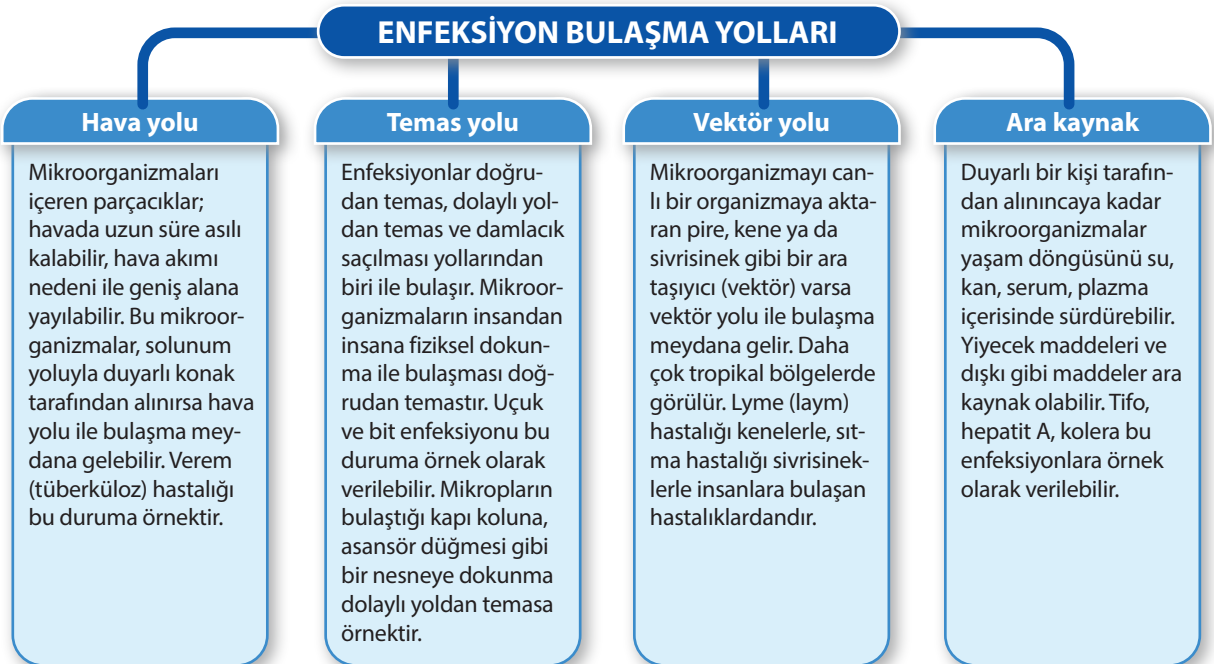 ENFEKSİYON BULAŞMA YOLLARI
Hava yolu
Mikroorganizmaları
içeren parçacıklar;
havada uzun süre asılı
kalabilir, hava akımı
nedeni ile geniş alana
yayılabilir. Bu mikroor-
ganizmalar, solunum
yoluyla duyarlı konak
tarafından alınırsa hava
yolu ile bulaşma mey-
dana gelebilir. Verem
(tüberküloz) hastalığı
bu duruma örnektir.
Temas yolu
Enfeksiyonlar doğru-
dan temas, dolaylı yol-
dan temas ve damlacık
saçılması yollarından
biri ile bulaşır. Mikroor-
ganizmaların insandan
insana fiziksel dokun-
ma ile bulaşması doğ-
rudan temastır. Uçuk
ve bit enfeksiyonu bu
duruma örnek olarak
verilebilir. Mikropların
bulaştığı kapı koluna,
asansör düğmesi gibi
bir nesneye dokunma
dolaylı yoldan temasa
örnektir.
Vektör yolu
Mikroorganizmayı can-
lı bir organizmaya akta-
ran pire, kene ya da
sivrisinek gibi bir ara
taşıyıcı (vektör) varsa
vektör yolu ile bulaşma
meydana gelir. Daha
çok tropikal bölgelerde
görülür. Lyme (laym)
hastalığı kenelerle, sıt-
ma hastalığı sivrisinek-
lerle insanlara bulaşan
hastalıklardandır.
Ara kaynak
Duyarlı bir kişi tarafın-
dan alınıncaya kadar
mikroorganizmalar
yaşam döngüsünü su,
kan, serum, plazma
içerisinde sürdürebilir.
Yiyecek maddeleri ve
dışkı gibi maddeler ara
kaynak olabilir. Tifo,
hepatit A, kolera bu
enfeksiyonlara örnek
olarak verilebilir.